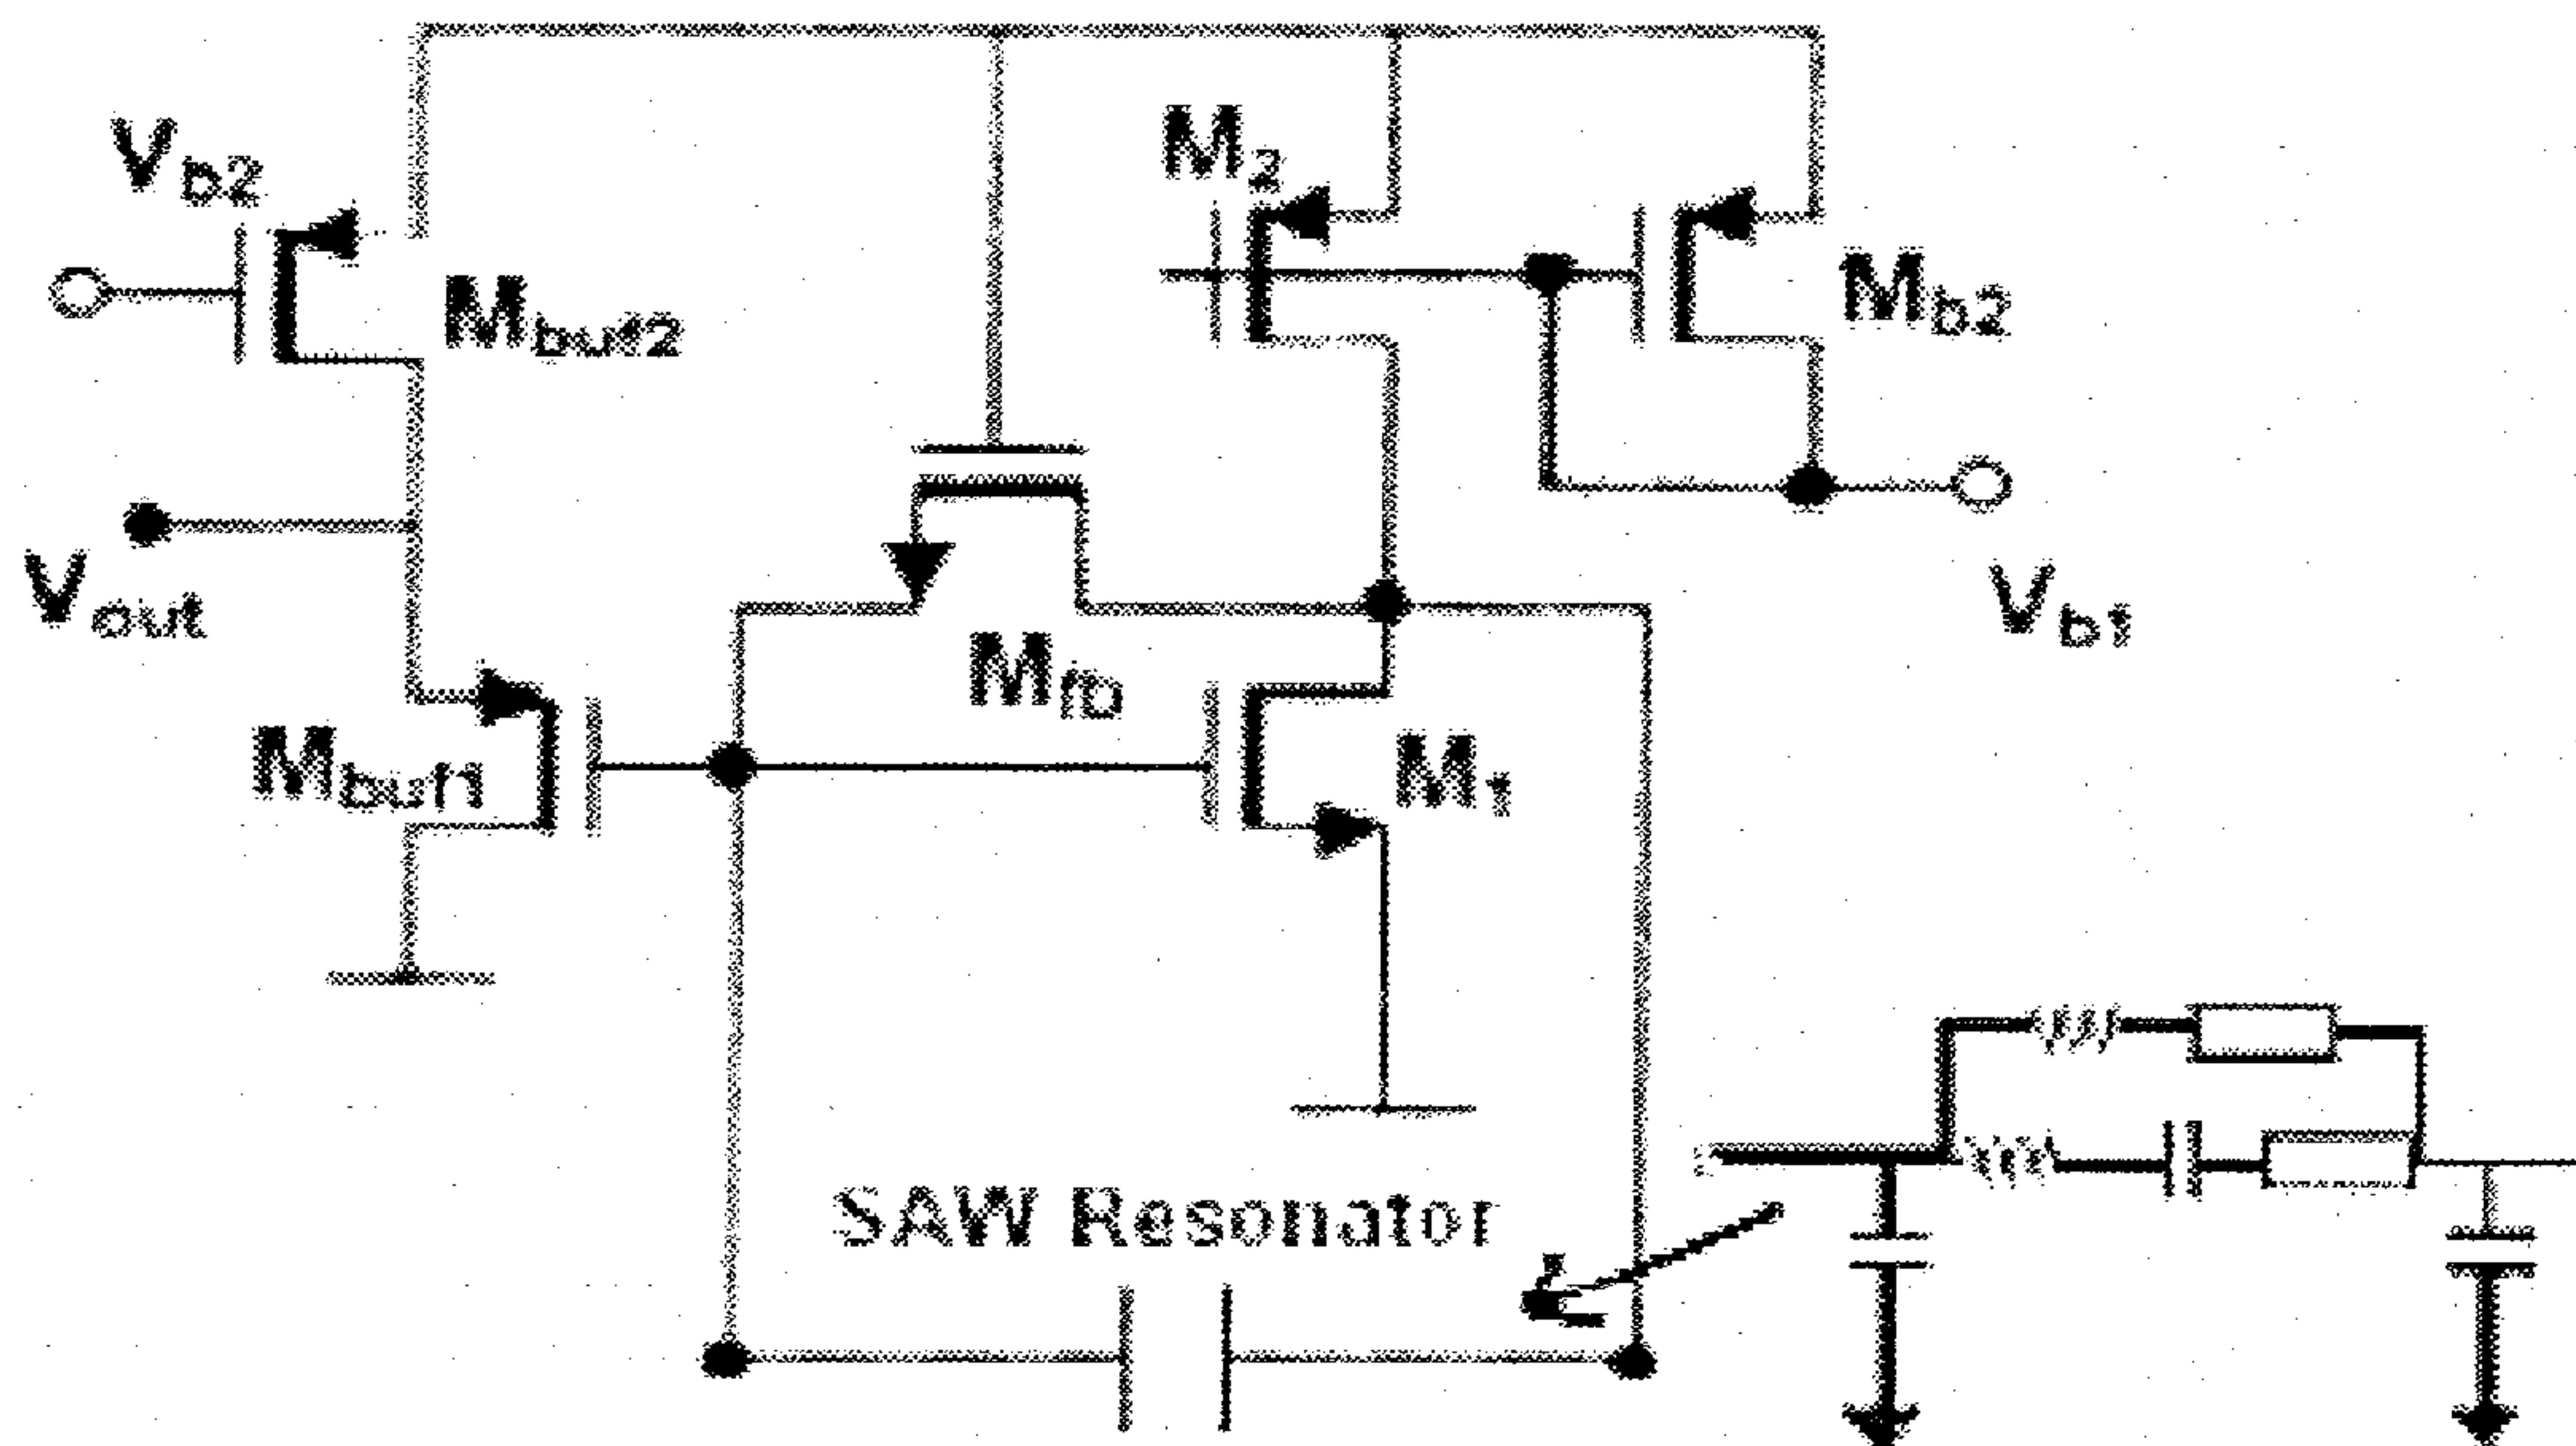 Vb2
M2
Mbuf2
Mb2
Vout
Vb1
Mfb
Mbuf1
M1
SAW Resonator